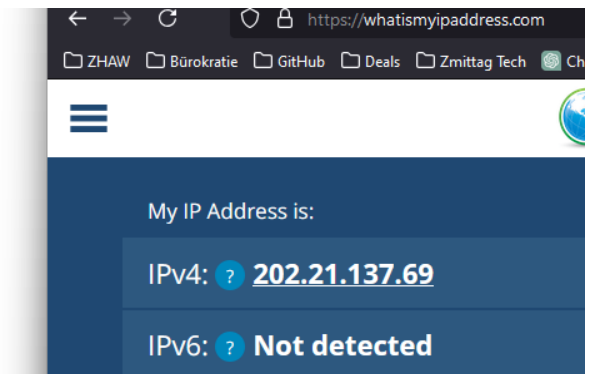 https://whatismyipaddress.com
ZHAW Bürokratie GitHub Deals Zmittag Tech Ch
My IP Address is:
IPv4: ? 202.21.137.69
IPv6: ? Not detected